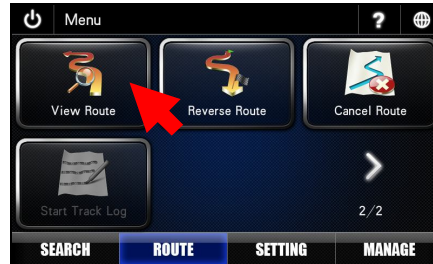 Menu ?
View Route Reverse Route Cancel Route
Start Track Log
2/2
SEARCH ROUTE SETTING MANAGE